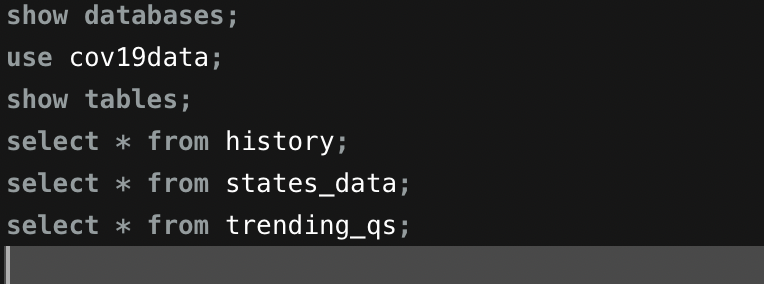 show databases;
use cov19data;
show tables;
select * from history;
select * from states_data;
select * from trending_qs;